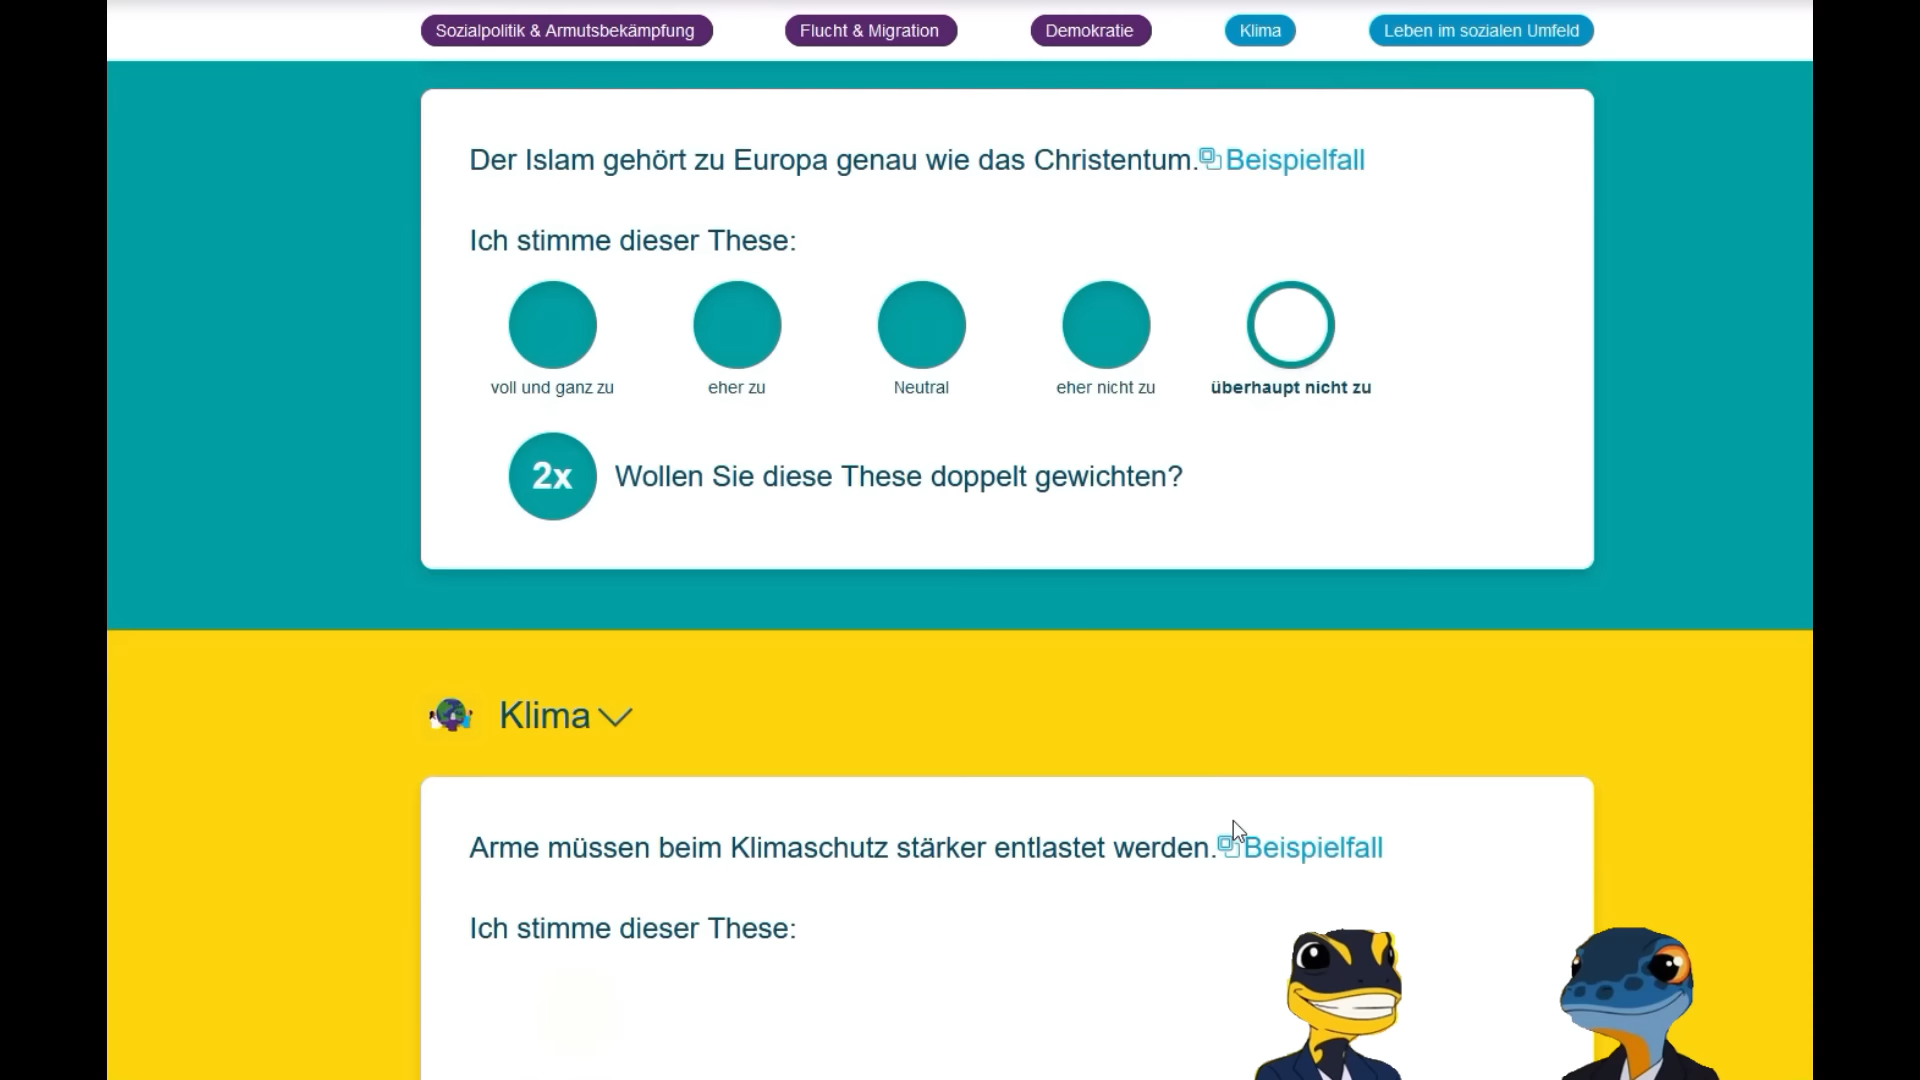 Sozialpolitik & Armutsbekämpfung
Flucht & Migration
Demokratie
Klima
Leben im sozialen Umfeld
Der Islam gehört zu Europa genau wie das Christentum. Beispielfall
Ich stimme dieser These:
voll und ganz zu
eher zu
Neutral
eher nicht zu
überhaupt nicht zu
2x Wollen Sie diese These doppelt gewichten?
Klima
Arme müssen beim Klimaschutz stärker entlastet werden. Beispielfall
Ich stimme dieser These: